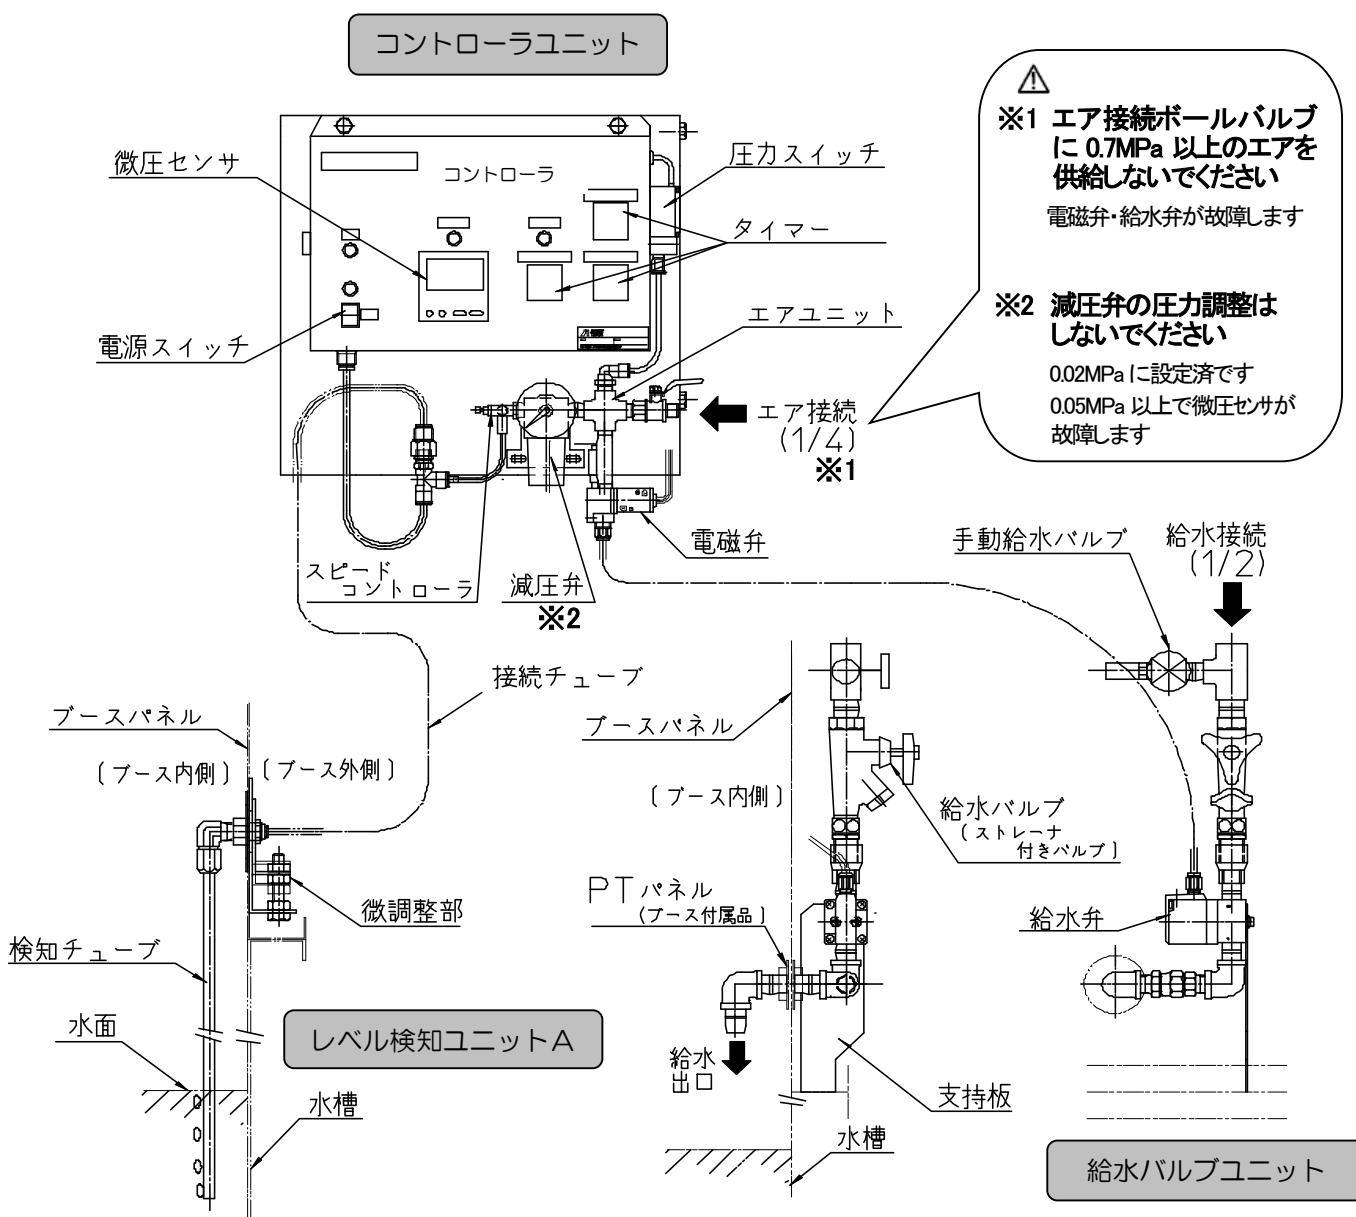 コントローラユニット
⚠
※1 エア接続ボールバルブ
に 0.7MPa 以上のエアを
供給しないでください
電磁弁・給水弁が故障します
※2 減圧弁の圧力調整は
しないでください
0.02MPa に設定済です
0.05MPa 以上で微圧センサが
故障します
微圧センサ
コントローラ
圧力スイッチ
タイマー
エアユニット
電源スイッチ
エア接続
(1/4)
※1
電磁弁
スピード
コントローラ
減圧弁
※2
手動給水バルブ
給水接続
(1/2)
接続チューブ
ブースパネル
(ブース内側)
(ブース外側)
ブースパネル
(ブース内側)
給水バルブ
(ストレーナ
付きバルブ)
微調整部
検知チューブ
PTパネル
(ブース付属品)
給水弁
水面
レベル検知ユニットA
水槽
給水
出口
支持板
水槽
給水バルブユニット